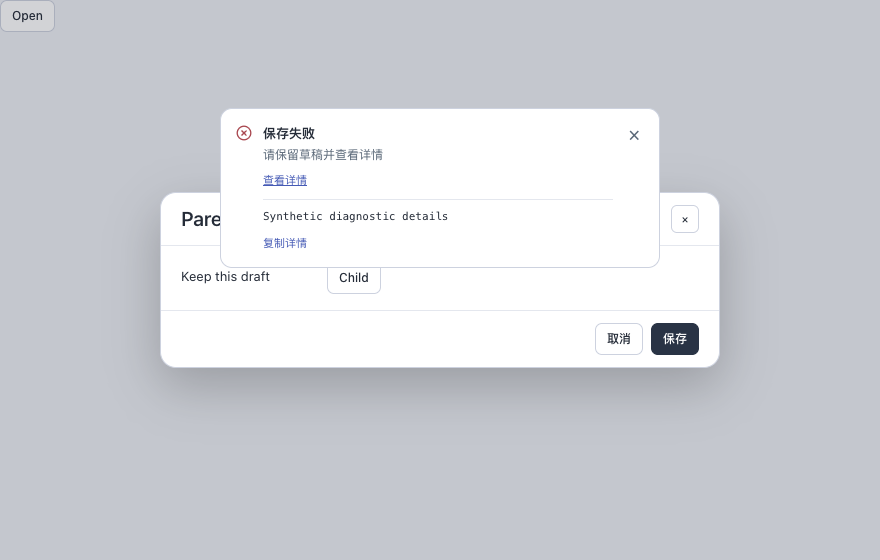 Open
保存失败
请保留草稿并查看详情
查看详情
Synthetic diagnostic details
复制详情
Pare
×
Keep this draft
Child
取消
保存